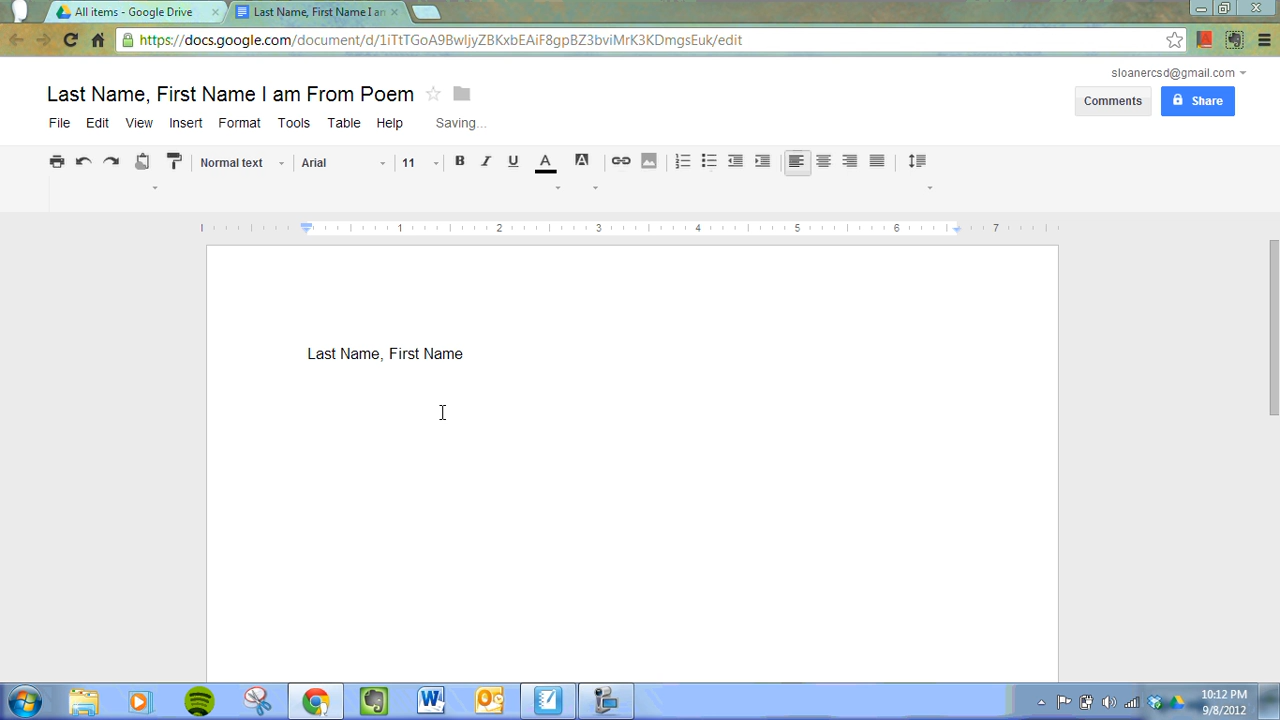 All items - Google Drive
Last Name, First Name I an
https://docs.google.com/document/d/1iTtTGoA9BwIjyZBKxbEAiF8gpBZ3bviMrK3KDmgsEuk/edit
sloanercsd@gmail.com
Last Name, First Name I am From Poem
Comments
Share
File Edit View Insert Format Tools Table Help Saving...
Normal text Arial 11 B I U A A
1 2 3 4 5 6 7
Last Name, First Name
10:12 PM
9/8/2012